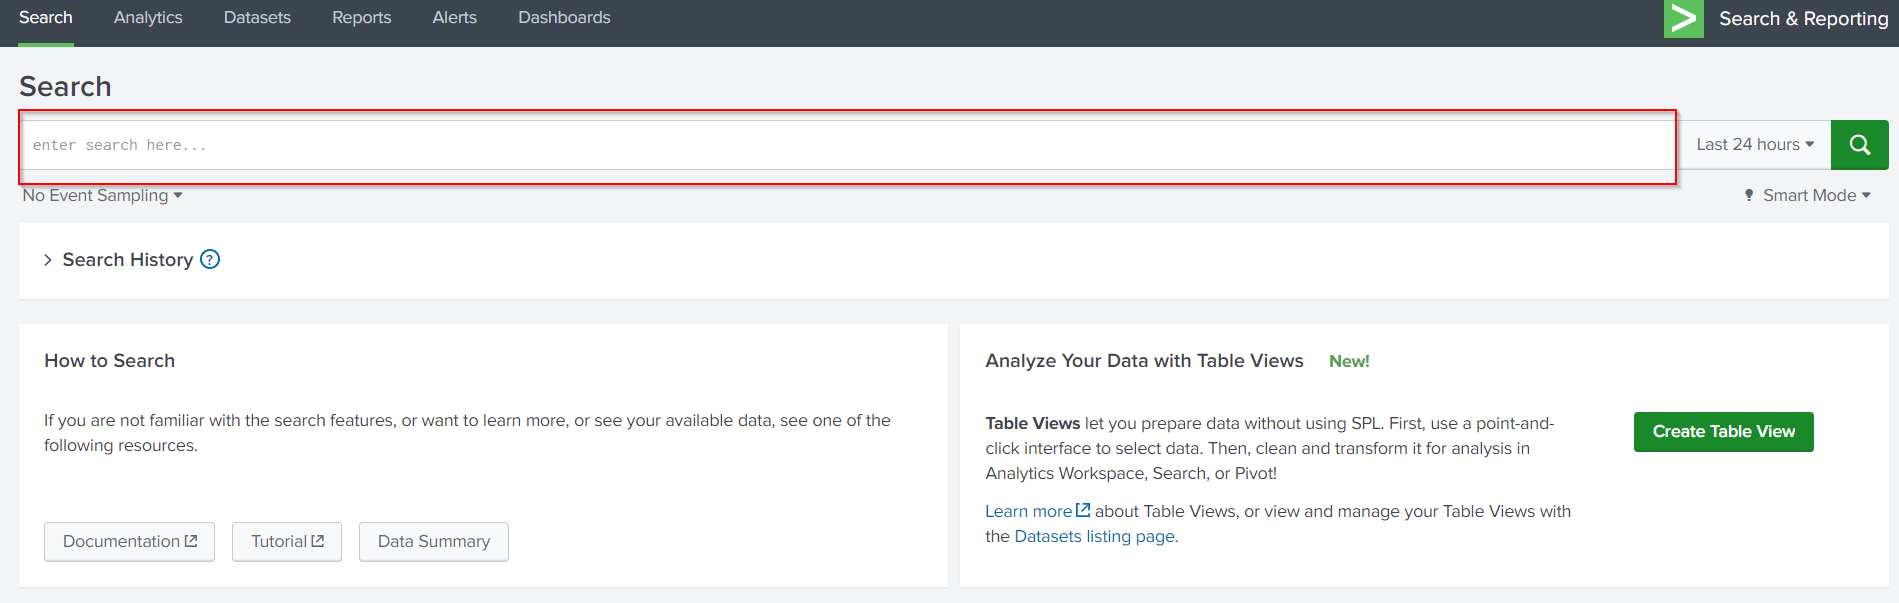 Search Analytics Datasets Reports Alerts Dashboards Search & Reporting
Search
enter search here...
Last 24 hours
No Event Sampling
Smart Mode
Search History ?
How to Search
If you are not familiar with the search features, or want to learn more, or see your available data, see one of the
following resources.
Documentation Tutorial Data Summary
Analyze Your Data with Table Views New!
Table Views let you prepare data without using SPL. First, use a point-and-
click interface to select data. Then, clean and transform it for analysis in
Analytics Workspace, Search, or Pivot!
Create Table View
Learn more about Table Views, or view and manage your Table Views with
the Datasets listing page.